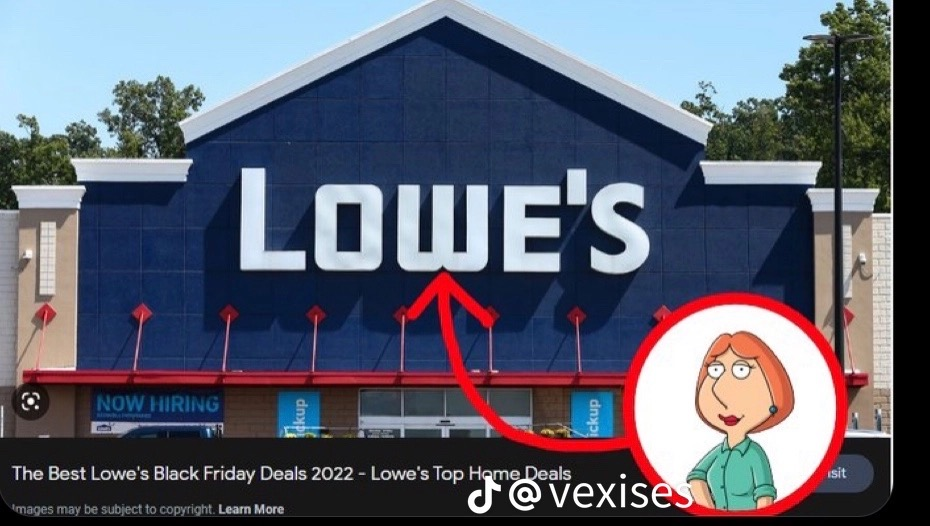 LOWE'S
NOW HIRING
ickup
ickup
The Best Lowe's Black Friday Deals 2022 - Lowe's Top Home Deals
sit
@vexises
Images may be subject to copyright. Learn More